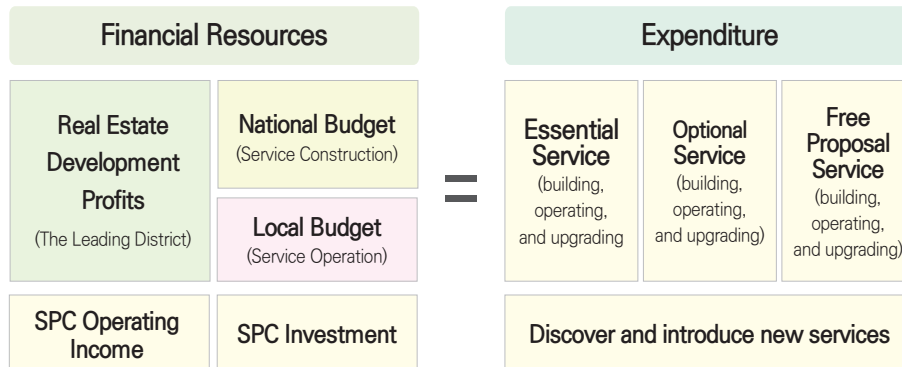 Financial Resources
Real Estate
Development
Profits
(The Leading District)
National Budget
(Service Construction)
Local Budget
(Service Operation)
SPC Operating
Income
SPC Investment
=
Expenditure
Essential
Service
(building,
operating,
and upgrading
Optional
Service
(building,
operating,
and upgrading)
Free
Proposal
Service
(building,
operating,
and upgrading)
Discover and introduce new services